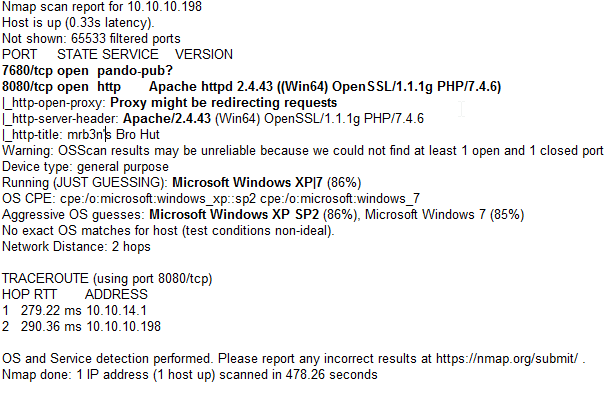 Nmap scan report for 10.10.10.198
Host is up (0.33s latency).
Not shown: 65533 filtered ports
PORT STATE SERVICE VERSION
7680/tcp open pando-pub?
8080/tcp open http Apache httpd 2.4.43 ((Win64) OpenSSL/1.1.1g PHP/7.4.6)
|_http-open-proxy: Proxy might be redirecting requests
|_http-server-header: Apache/2.4.43 (Win64) OpenSSL/1.1.1g PHP/7.4.6
|_http-title: mrb3n's Bro Hut
Warning: OSScan results may be unreliable because we could not find at least 1 open and 1 closed port
Device type: general purpose
Running (JUST GUESSING): Microsoft Windows XP|7 (86%)
OS CPE: cpe:/o:microsoft:windows_xp::sp2 cpe:/o:microsoft:windows_7
Aggressive OS guesses: Microsoft Windows XP SP2 (86%), Microsoft Windows 7 (85%)
No exact OS matches for host (test conditions non-ideal).
Network Distance: 2 hops
TRACEROUTE (using port 8080/tcp)
HOP RTT ADDRESS
1 279.22 ms 10.10.14.1
2 290.36 ms 10.10.10.198
OS and Service detection performed. Please report any incorrect results at https://nmap.org/submit/ .
Nmap done: 1 IP address (1 host up) scanned in 478.26 seconds